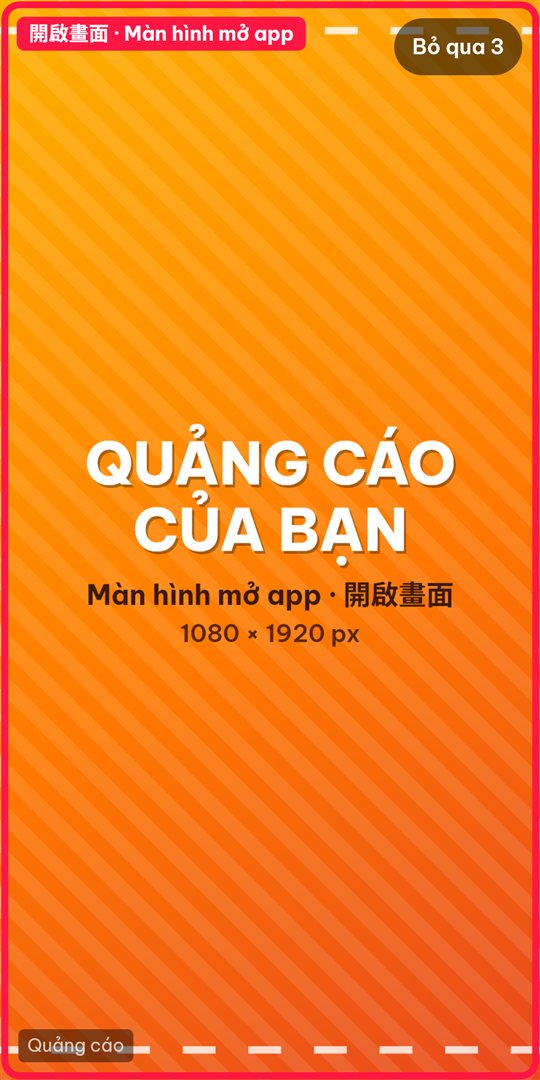 開啟畫面 · Màn hình mở app
Bỏ qua 3
QUẢNG CÁO
CỦA BẠN
Màn hình mở app · 開啟畫面
1080 × 1920 px
Quảng cáo